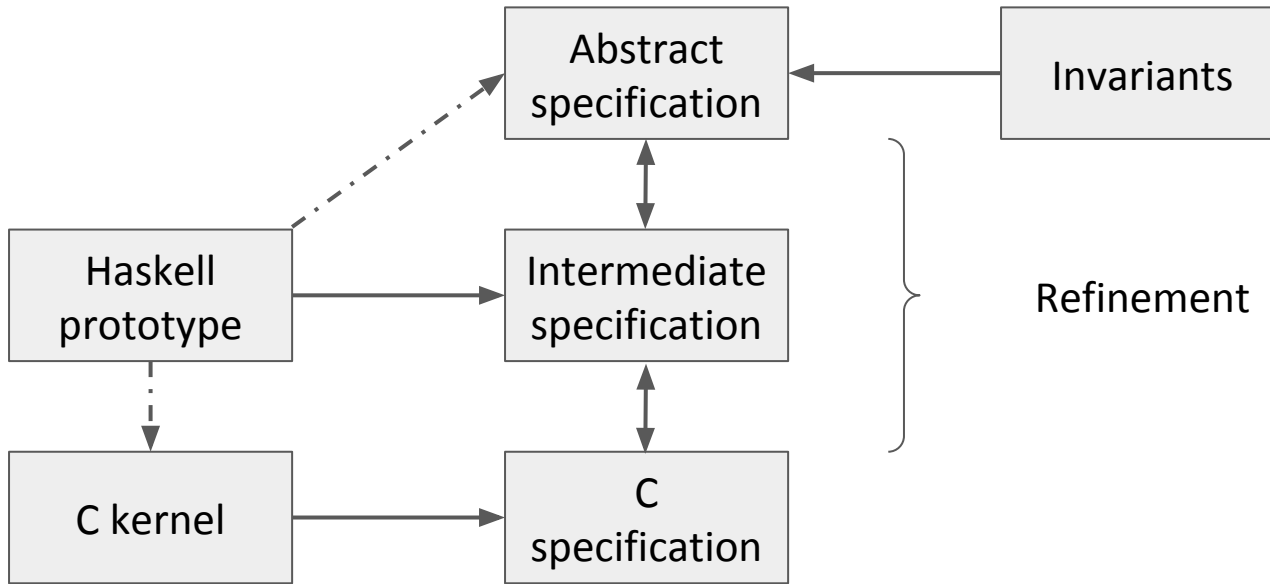 Abstract
specification
Invariants
Haskell
prototype
Intermediate
specification
Refinement
C kernel
C
specification